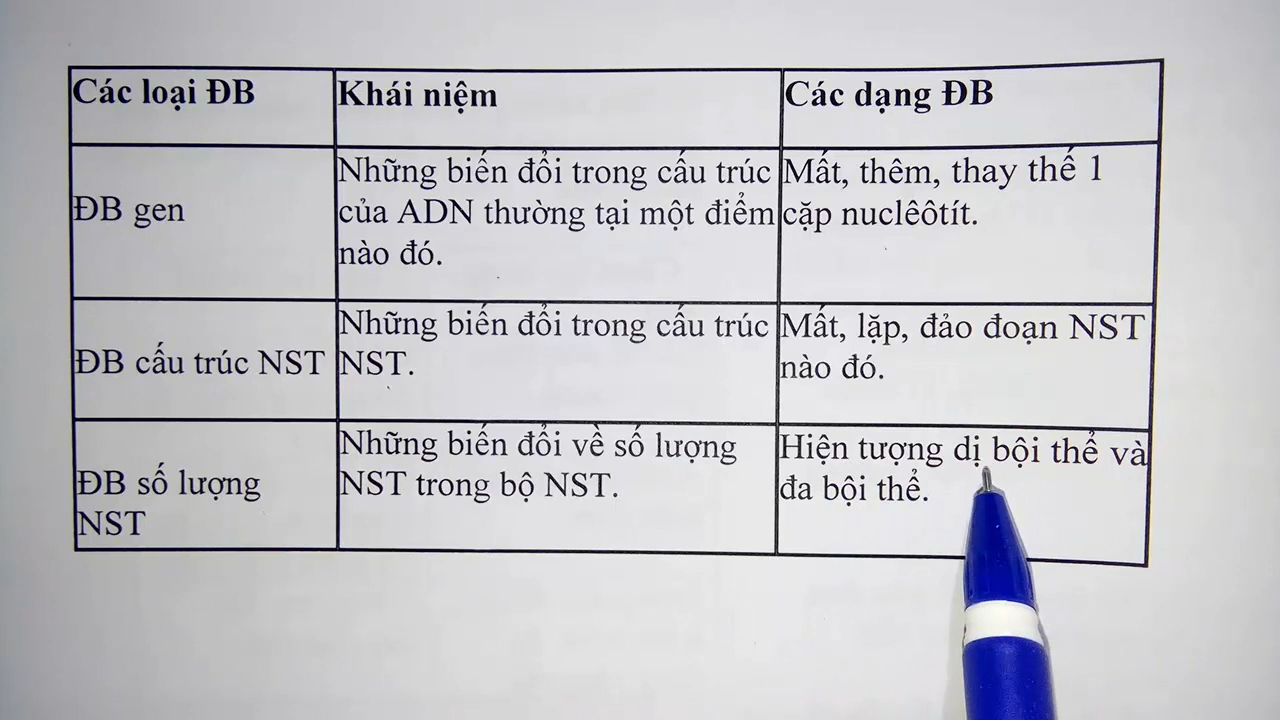 Các loại ĐB
Khái niệm
Các dạng ĐB
ĐB gen
Những biến đổi trong cấu trúc
của ADN thường tại một điểm
nào đó.
Mất, thêm, thay thế 1
cặp nuclêôtít.
ĐB cấu trúc NST
Những biến đổi trong cấu trúc
NST.
Mất, lặp, đảo đoạn NST
nào đó.
ĐB số lượng
NST
Những biến đổi về số lượng
NST trong bộ NST.
Hiện tượng dị bội thể và
đa bội thể.